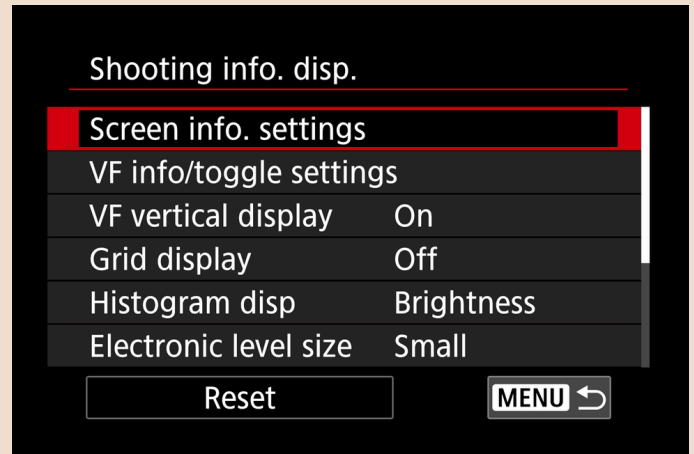 Shooting info. disp.
Screen info. settings
VF info/toggle settings
VF vertical display On
Grid display Off
Histogram disp Brightness
Electronic level size Small
Reset MENU